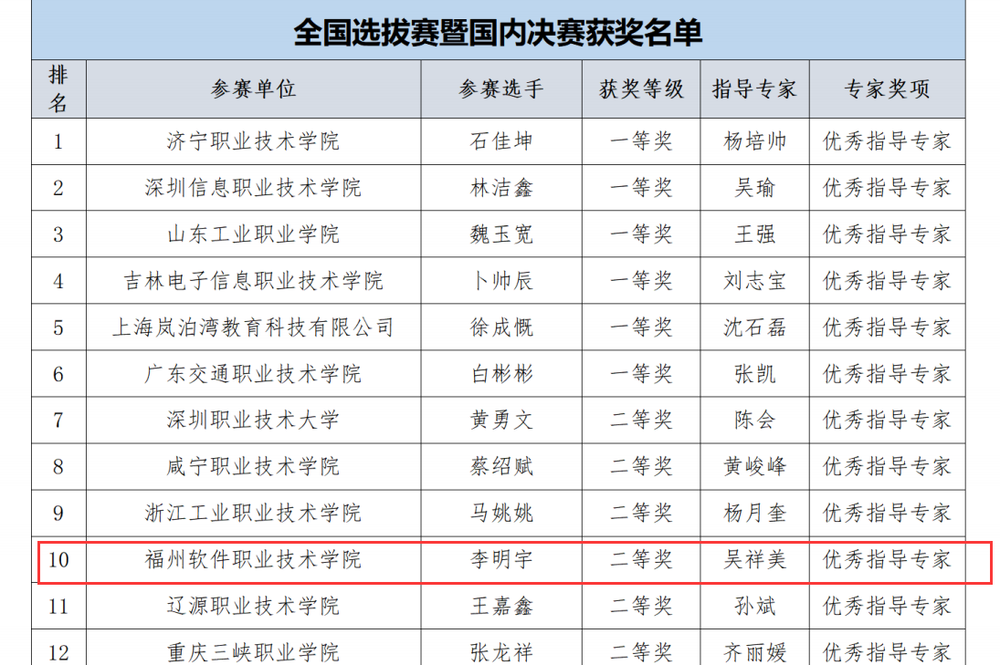 全国选拔赛暨国内决赛获奖名单
排名 参赛单位 参赛选手 获奖等级 指导专家 专家奖项
1 济宁职业技术学院 石佳坤 一等奖 杨培帅 优秀指导专家
2 深圳信息职业技术学院 林洁鑫 一等奖 吴瑜 优秀指导专家
3 山东工业职业学院 魏玉宽 一等奖 王强 优秀指导专家
4 吉林电子信息职业技术学院 卜帅辰 一等奖 刘志宝 优秀指导专家
5 上海岚泊湾教育科技有限公司 徐成慨 一等奖 沈石磊 优秀指导专家
6 广东交通职业技术学院 白彬彬 一等奖 张凯 优秀指导专家
7 深圳职业技术大学 黄勇文 二等奖 陈会 优秀指导专家
8 咸宁职业技术学院 蔡绍赋 二等奖 黄峻峰 优秀指导专家
9 浙江工业职业技术学院 马姚姚 二等奖 杨月奎 优秀指导专家
10 福州软件职业技术学院 李明宇 二等奖 吴祥美 优秀指导专家
11 辽源职业技术学院 王嘉鑫 二等奖 孙斌 优秀指导专家
12 重庆三峡职业学院 张龙祥 二等奖 齐丽媛 优秀指导专家